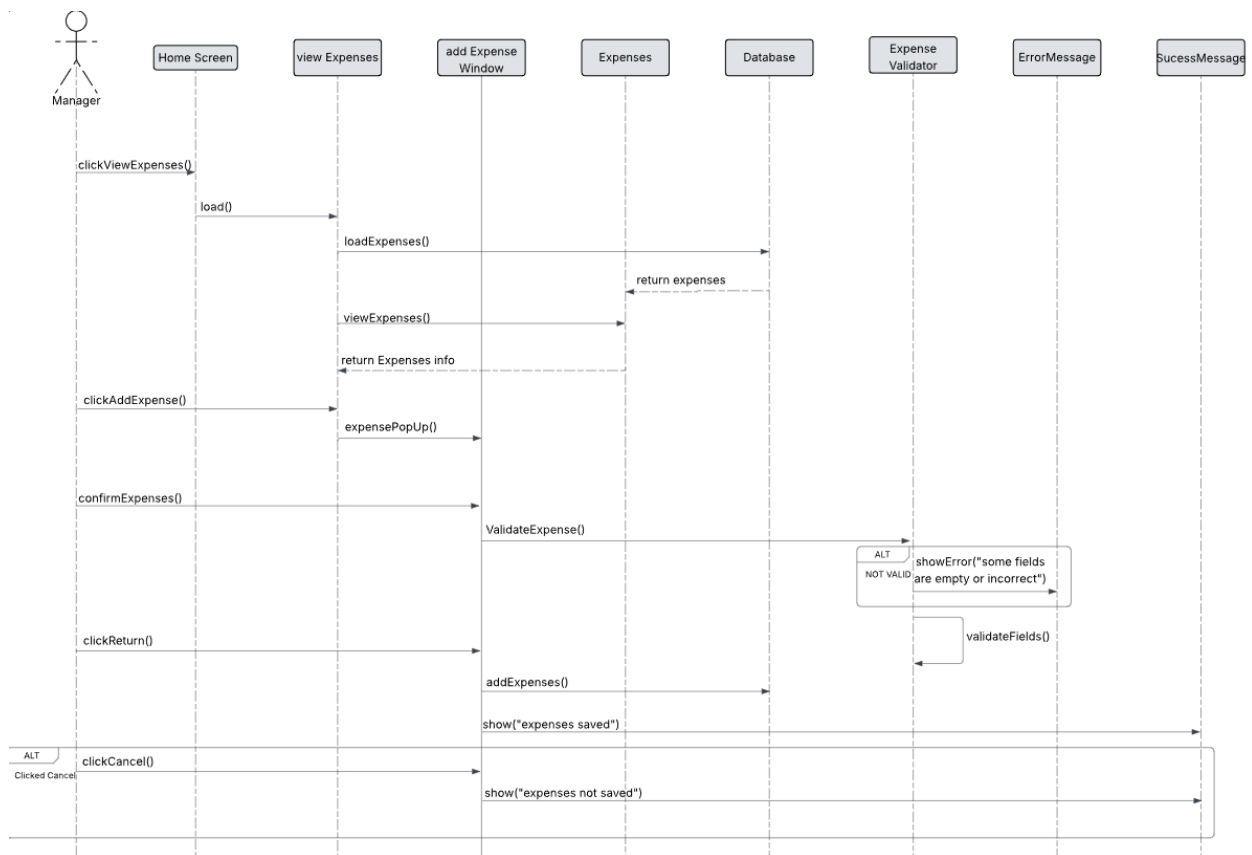 Manager
Home Screen
view Expenses
add Expense
Window
Expenses
Database
Expense
Validator
ErrorMessage
SucessMessage
clickViewExpenses()
load()
loadExpenses()
return expenses
viewExpenses()
return Expenses info
clickAddExpense()
expensePopUp()
confirmExpenses()
ValidateExpense()
ALT
NOT VALID
showError("some fields
are empty or incorrect")
validateFields()
clickReturn()
addExpenses()
show("expenses saved")
ALT
Clicked Cancel
clickCancel()
show("expenses not saved")